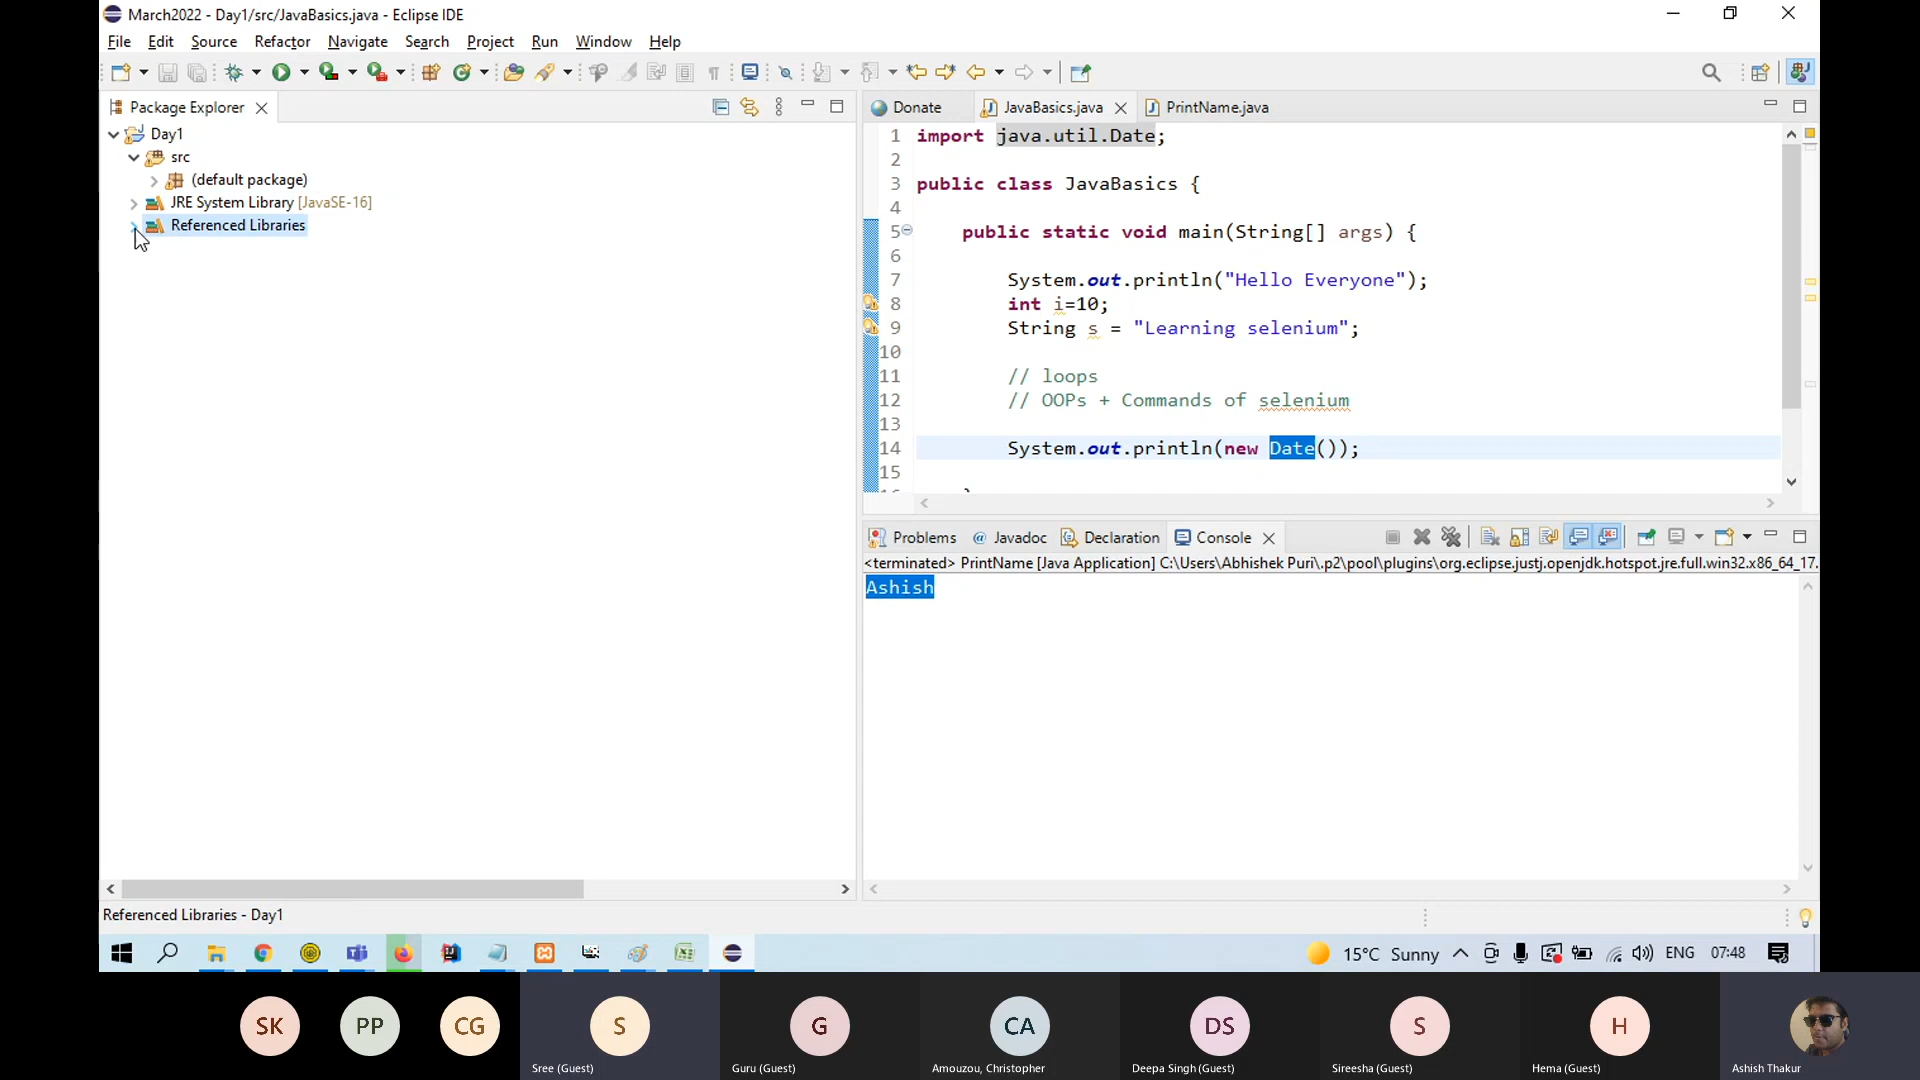 March2022 - Day1/src/JavaBasics.java - Eclipse IDE
File Edit Source Refactor Navigate Search Project Run Window Help
Package Explorer
Day1
src
(default package)
JRE System Library [JavaSE-16]
Referenced Libraries
Donate JavaBasics.java PrintName.java
1 import java.util.Date;
2
3 public class JavaBasics {
4
5 public static void main(String[] args) {
6
7 System.out.println("Hello Everyone");
8 int i=10;
9 String s = "Learning selenium";
10
11 // loops
12 // OOPs + Commands of selenium
13
14 System.out.println(new Date());
15
Problems Javadoc Declaration Console
<terminated> PrintName [Java Application] C:\Users\Abhishek Puri\.p2\pool\plugins\org.eclipse.justj.openjdk.hotspot.jre.full.win32.x86_64_17.
Ashish
Referenced Libraries - Day1
15°C Sunny ENG 07:48
SK PP CG S G CA DS S H
Sree (Guest) Guru (Guest) Amouzou, Christopher Deepa Singh (Guest) Sireesha (Guest) Hema (Guest) Ashish Thakur